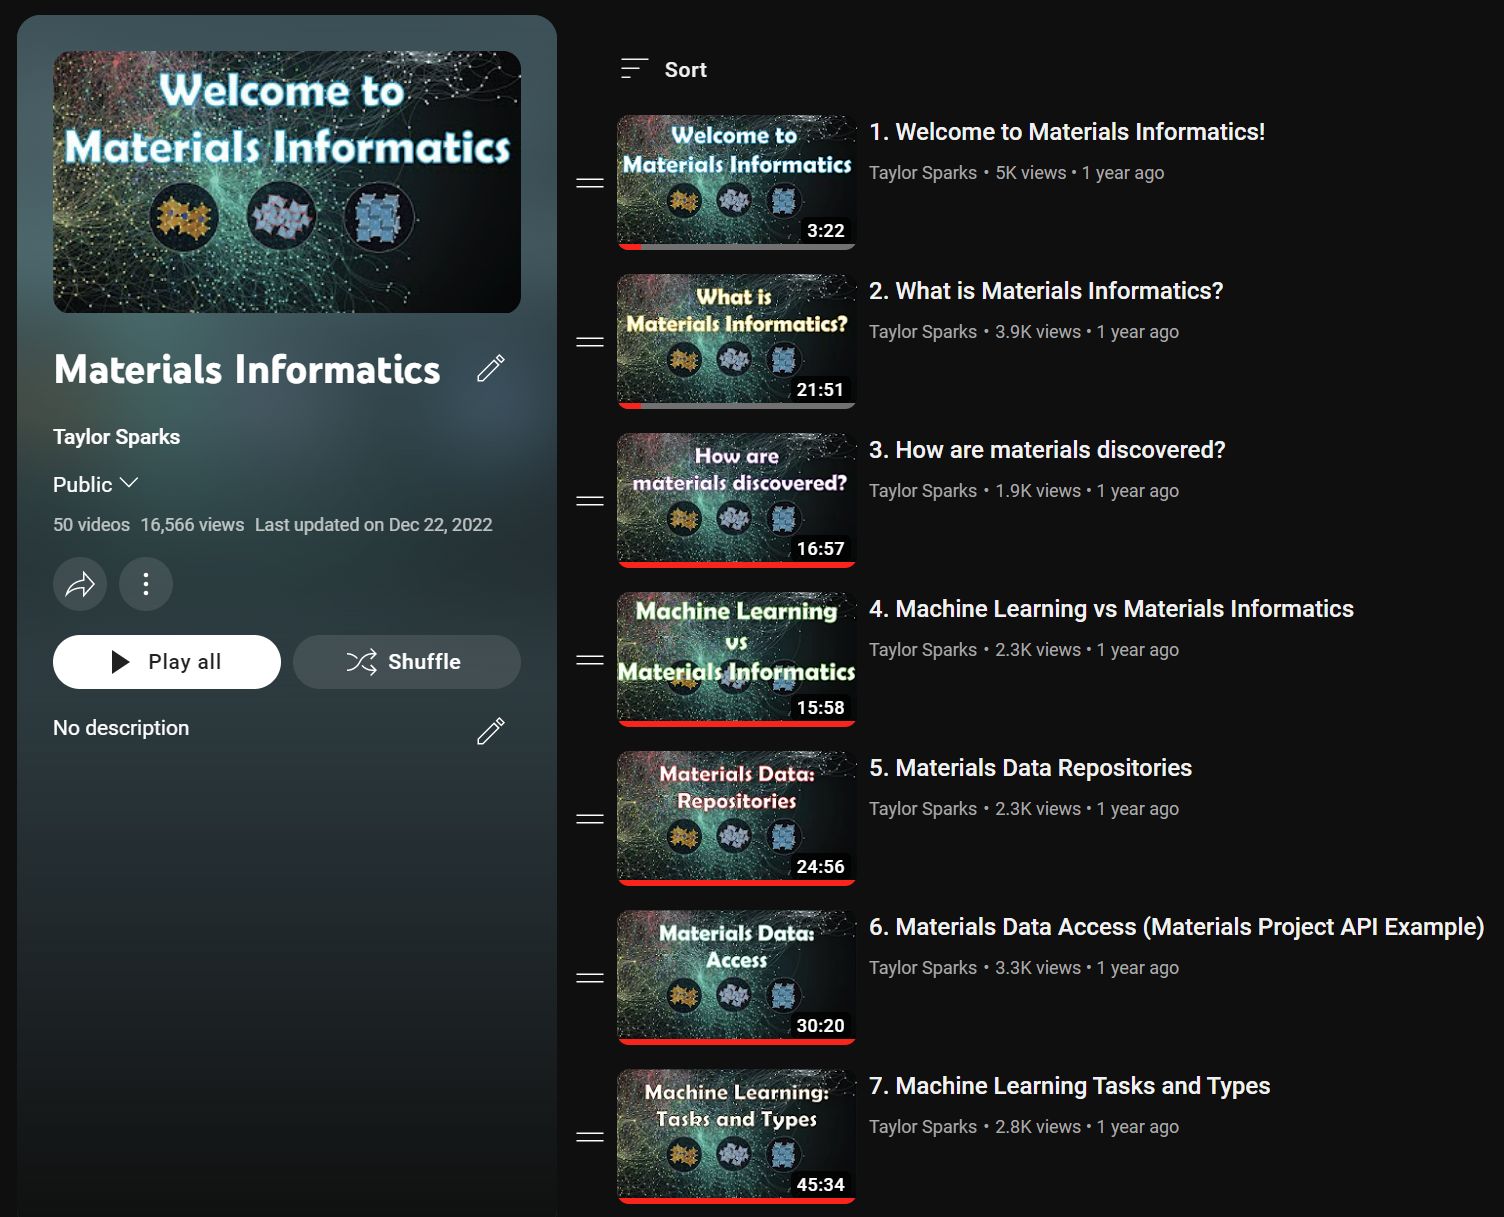 Welcome to
Materials Informatics
Materials Informatics
Taylor Sparks
Public
50 videos 16,566 views Last updated on Dec 22, 2022
Play all
Shuffle
No description
Sort
Welcome to
Materials Informatics
3:22
1. Welcome to Materials Informatics!
Taylor Sparks • 5K views • 1 year ago
What is
Materials Informatics?
21:51
2. What is Materials Informatics?
Taylor Sparks • 3.9K views • 1 year ago
How are
materials discovered?
16:57
3. How are materials discovered?
Taylor Sparks • 1.9K views • 1 year ago
Machine Learning
vs
Materials Informatics
15:58
4. Machine Learning vs Materials Informatics
Taylor Sparks • 2.3K views • 1 year ago
Materials Data:
Repositories
24:56
5. Materials Data Repositories
Taylor Sparks • 2.3K views • 1 year ago
Materials Data:
Access
30:20
6. Materials Data Access (Materials Project API Example)
Taylor Sparks • 3.3K views • 1 year ago
Machine Learning:
Tasks and Types
45:34
7. Machine Learning Tasks and Types
Taylor Sparks • 2.8K views • 1 year ago